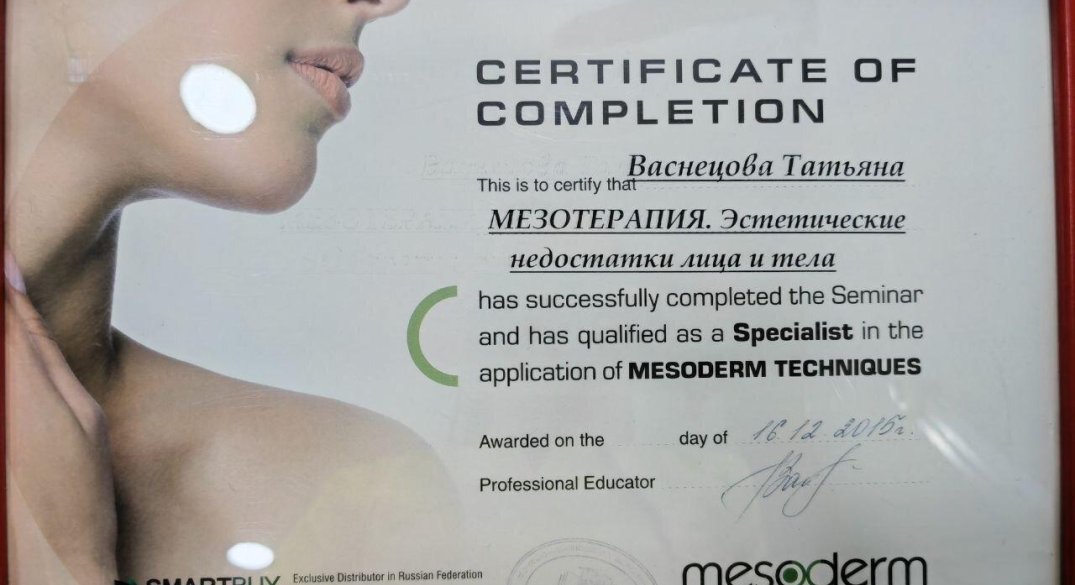 CERTIFICATE OF
COMPLETION
Васнецова Татьяна
This is to certify that
МЕЗОТЕРАПИЯ. Эстетические
недостатки лица и тела
has successfully completed the Seminar
and has qualified as a Specialist in the
application of MESODERM TECHNIQUES
Awarded on the day of 16.12.2015г.
Professional Educator
SMARTBUY Exclusive Distributor in Russian Federation
mesoderm